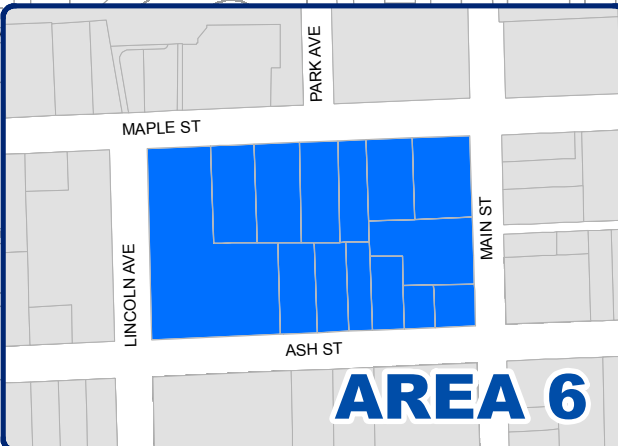 PARK AVE
MAPLE ST
MAIN ST
LINCOLN AVE
ASH ST
AREA 6